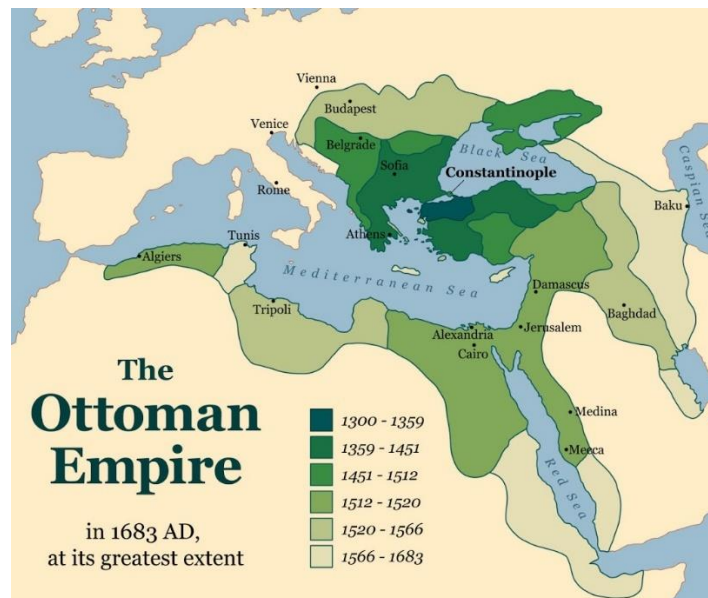 Vienna
Budapest
Venice
Belgrade
Black Sea
Caspian Sea
Sofia
Constantinople
Rome
Baku
Tunis
Athens
Algiers
Mediterranean Sea
Damascus
Tripoli
Baghdad
Alexandria
Jerusalem
Cairo
The
Ottoman
Empire
in 1683 AD,
at its greatest extent
1300 - 1359
1359 - 1451
1451 - 1512
1512 - 1520
1520 - 1566
1566 - 1683
Medina
Mecca
Red Sea